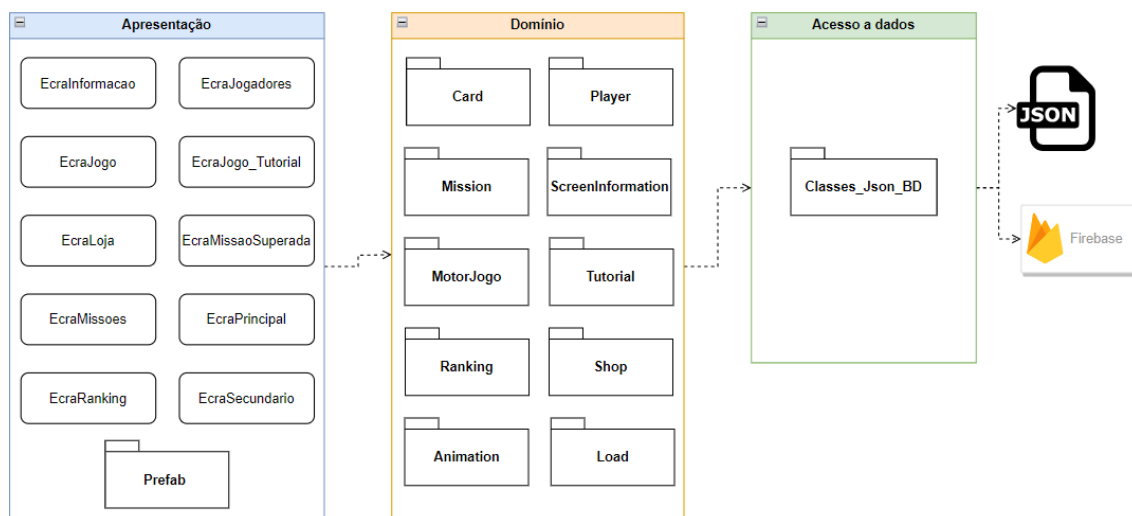 Apresentação
EcraInformacao
EcraJogadores
EcraJogo
EcraJogo_Tutorial
EcraLoja
EcraMissaoSuperada
EcraMissoes
EcraPrincipal
EcraRanking
EcraSecundario
Prefab
Domínio
Card
Player
Mission
ScreenInformation
MotorJogo
Tutorial
Ranking
Shop
Animation
Load
Acesso a dados
Classes_Json_BD
JSON
Firebase